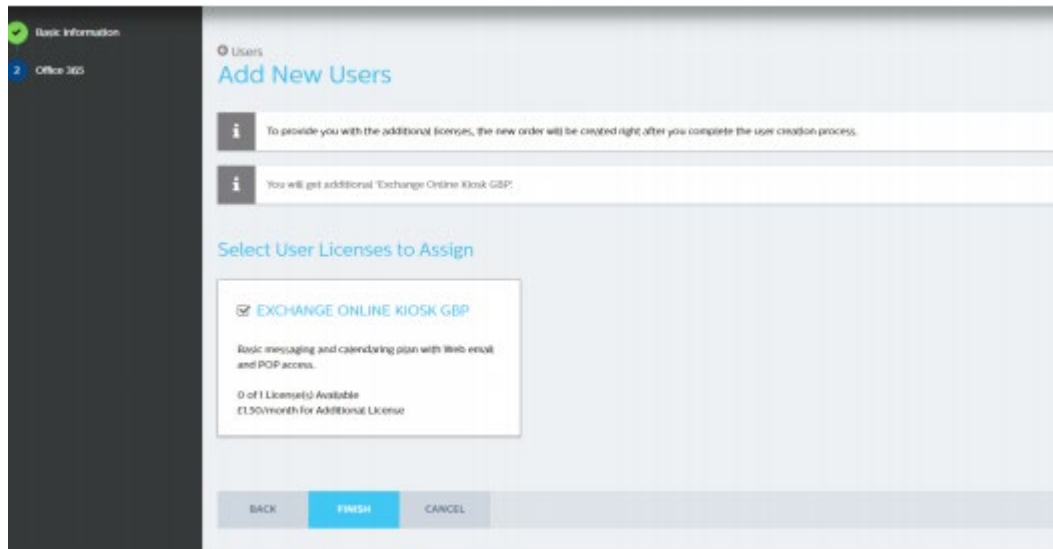 Basic Information
2 Office 365
Users
Add New Users
i To provide you with the additional licenses, the new order will be created right after you complete the user creation process.
i You will get additional 'Exchange Online Kiosk GBP'.
Select User Licenses to Assign
EXCHANGE ONLINE KIOSK GBP
Basic messaging and calendaring plan with Web email
and POP access.
0 of 1 License(s) Available
£1.50/month for Additional License
BACK FINISH CANCEL